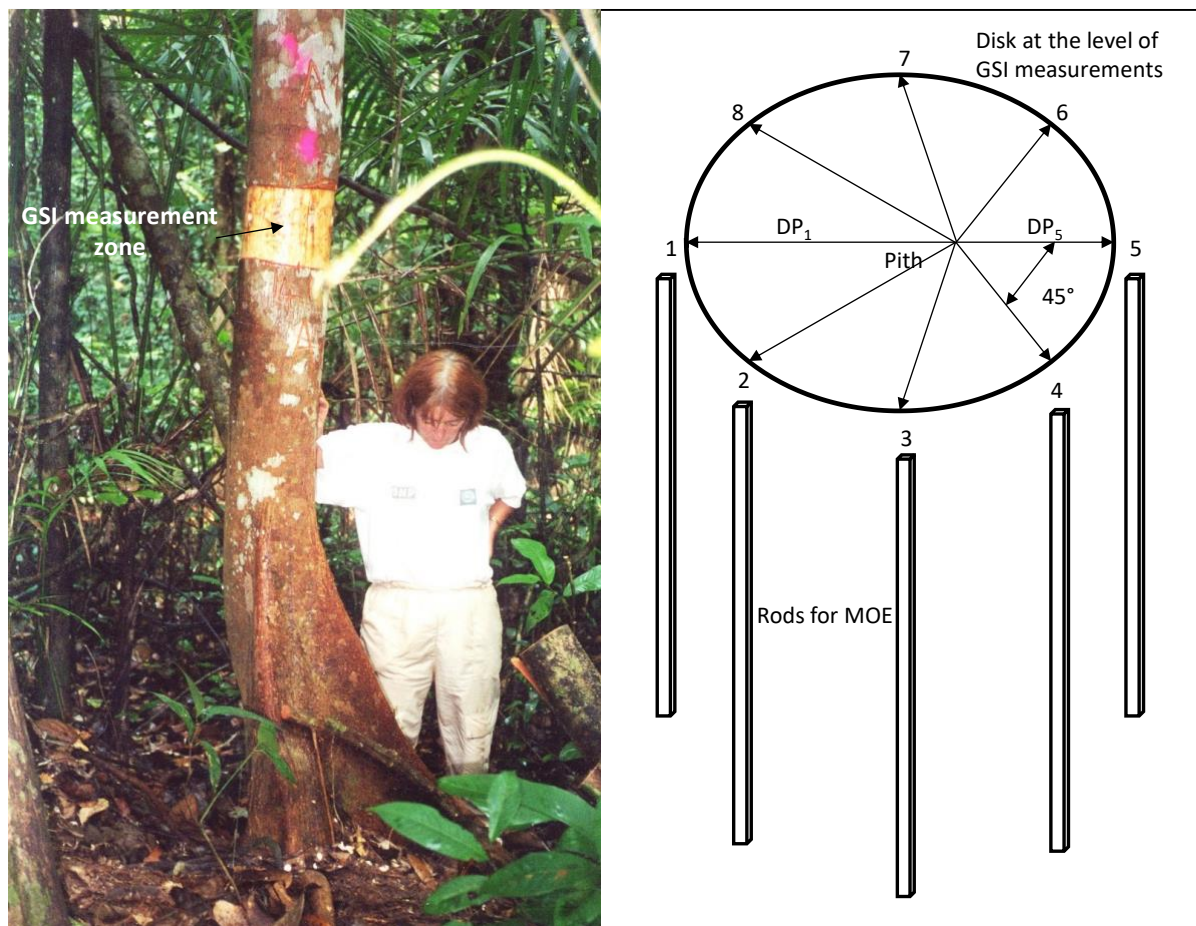 GSI measurement
zone
Disk at the level of
GSI measurements
7
8
6
DP₁
DP₅
1
Pith
5
45°
2
4
3
Rods for MOE